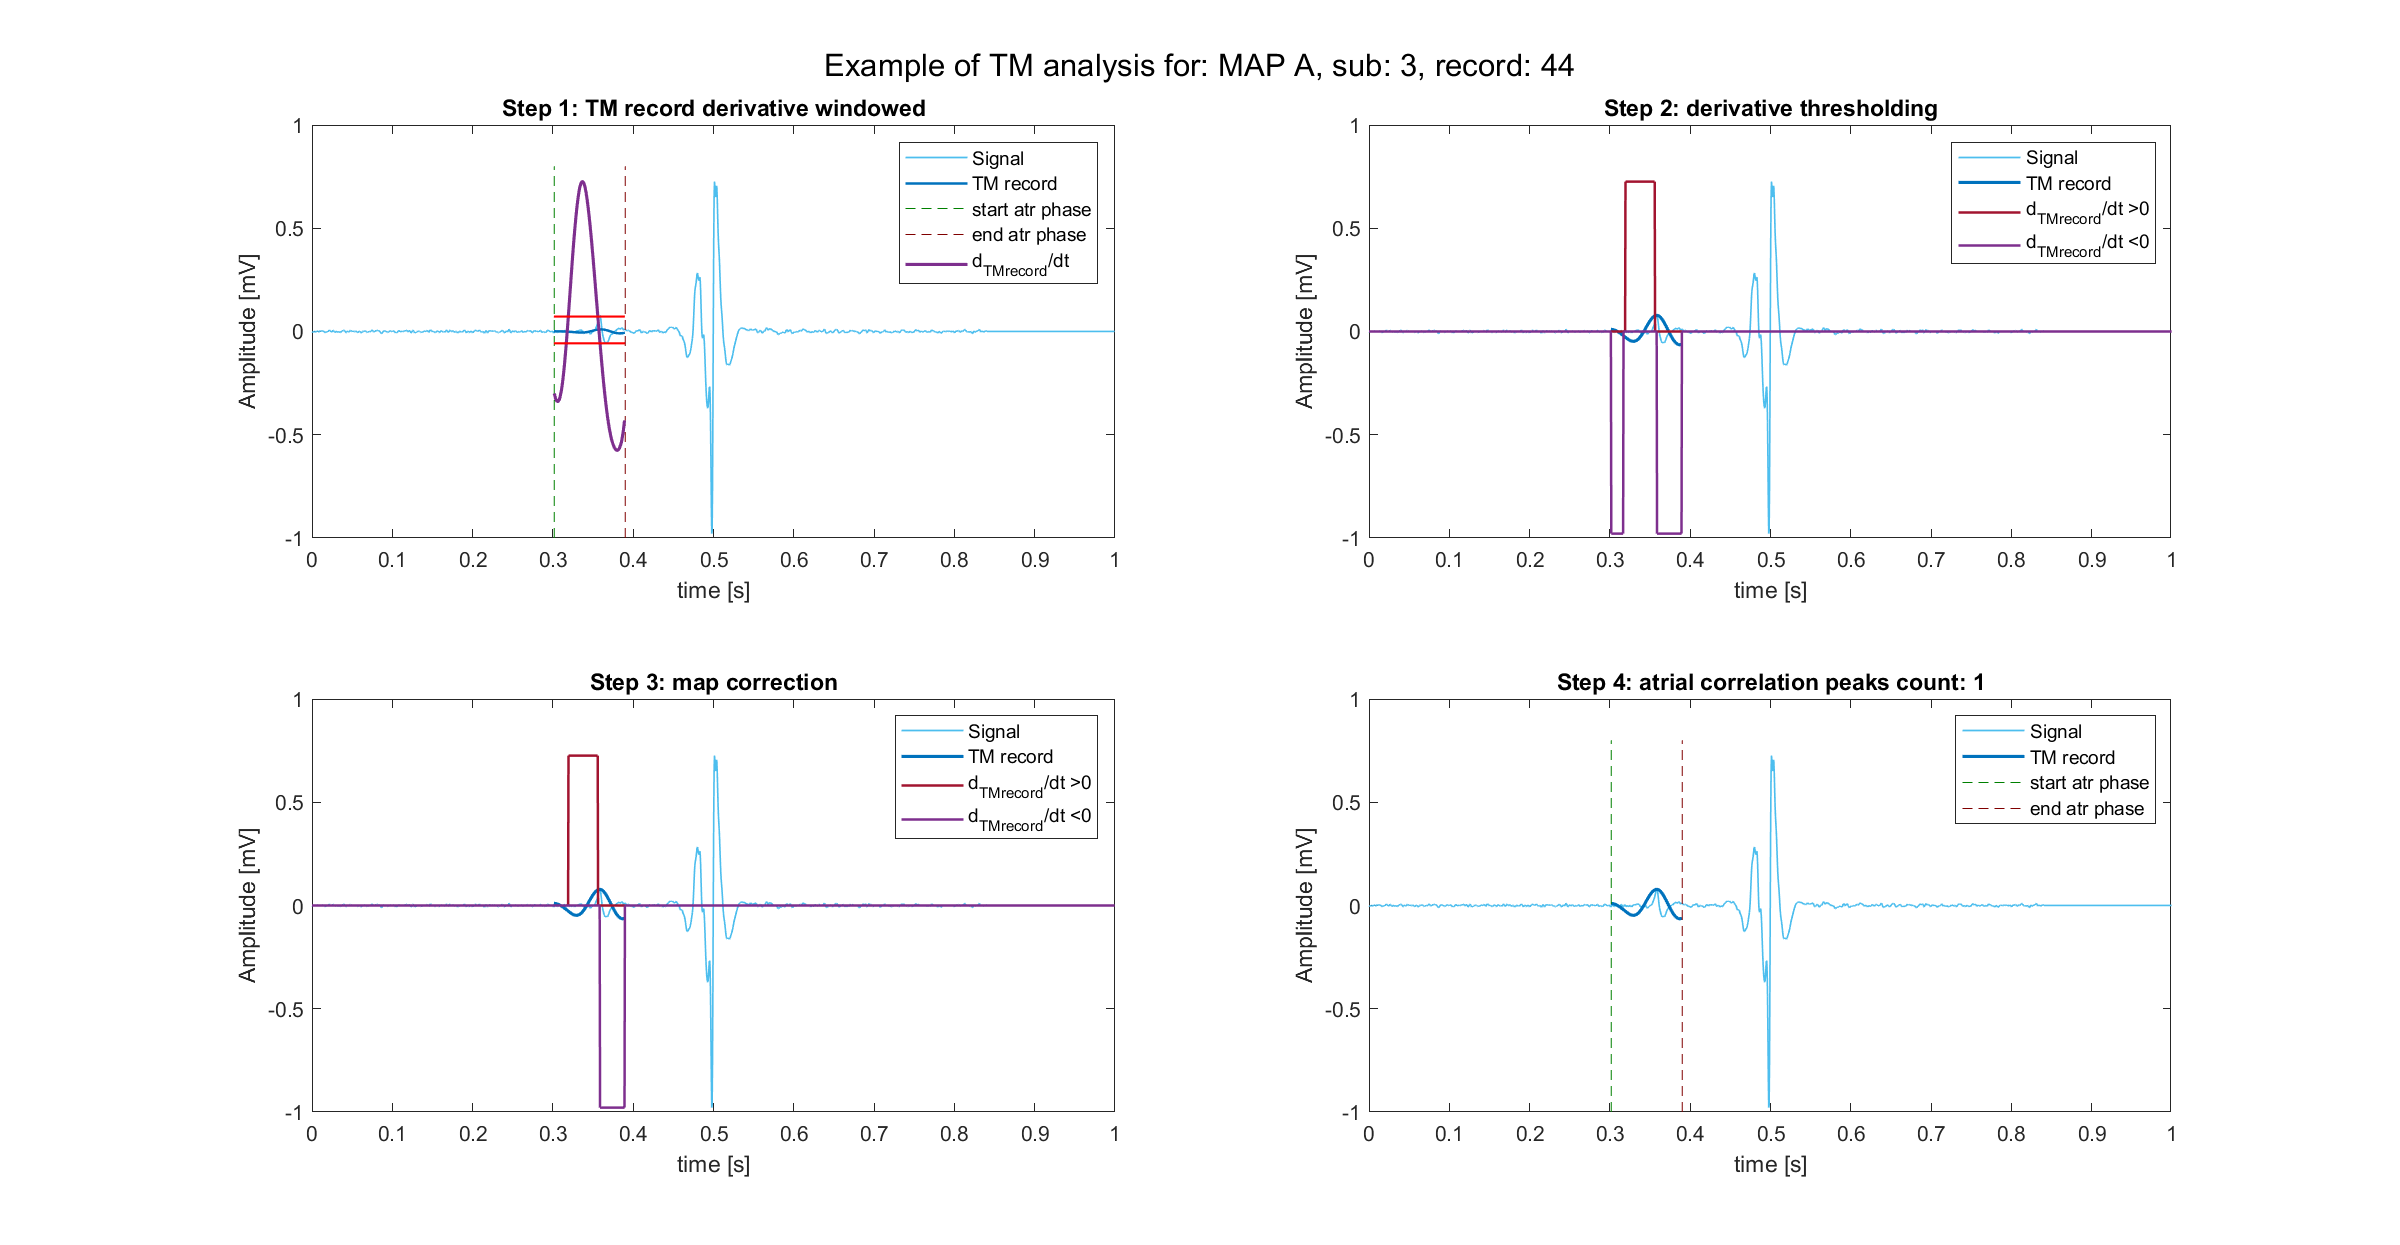 Example of TM analysis for: MAP A, sub: 3, record: 44
Step 1: TM record derivative windowed
1
0.5
0
-0.5
-1
Amplitude [mV]
0 0.1 0.2 0.3 0.4 0.5 0.6 0.7 0.8 0.9 1
time [s]
Signal
TM record
start atr phase
end atr phase
dTMrecord/dt
Step 2: derivative thresholding
1
0.5
0
-0.5
-1
Amplitude [mV]
0 0.1 0.2 0.3 0.4 0.5 0.6 0.7 0.8 0.9 1
time [s]
Signal
TM record
dTMrecord/dt >0
dTMrecord/dt <0
Step 3: map correction
1
0.5
0
-0.5
-1
Amplitude [mV]
0 0.1 0.2 0.3 0.4 0.5 0.6 0.7 0.8 0.9 1
time [s]
Signal
TM record
dTMrecord/dt >0
dTMrecord/dt <0
Step 4: atrial correlation peaks count: 1
1
0.5
0
-0.5
-1
Amplitude [mV]
0 0.1 0.2 0.3 0.4 0.5 0.6 0.7 0.8 0.9 1
time [s]
Signal
TM record
start atr phase
end atr phase